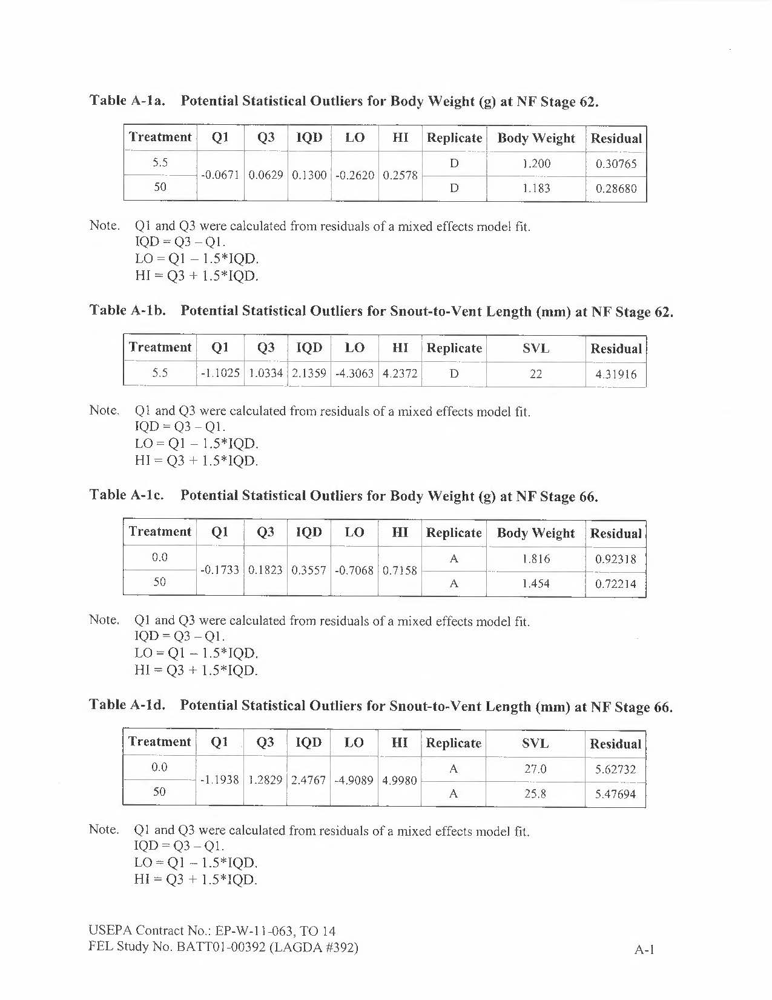 Table A-1a. Potential Statistical Outliers for Body Weight (g) at NF Stage 62.
Treatment Q1 Q3 IQD LO HI Replicate Body Weight Residual
5.5 D 1.200 0.30765
-0.0671 0.0629 0.1300 -0.2620 0.2578
50 D 1.183 0.28680
Note. Q1 and Q3 were calculated from residuals of a mixed effects model fit.
IQD = Q3 – Q1.
LO = Q1 – 1.5*IQD.
HI = Q3 + 1.5*IQD.
Table A-1b. Potential Statistical Outliers for Snout-to-Vent Length (mm) at NF Stage 62.
Treatment Q1 Q3 IQD LO HI Replicate SVL Residual
5.5 -1.1025 1.0334 2.1359 -4.3063 4.2372 D 22 4.31916
Note. Q1 and Q3 were calculated from residuals of a mixed effects model fit.
IQD = Q3 – Q1.
LO = Q1 – 1.5*IQD.
HI = Q3 + 1.5*IQD.
Table A-1c. Potential Statistical Outliers for Body Weight (g) at NF Stage 66.
Treatment Q1 Q3 IQD LO HI Replicate Body Weight Residual
0.0 A 1.816 0.92318
-0.1733 0.1823 0.3557 -0.7068 0.7158
50 A 1.454 0.72214
Note. Q1 and Q3 were calculated from residuals of a mixed effects model fit.
IQD = Q3 – Q1.
LO = Q1 – 1.5*IQD.
HI = Q3 + 1.5*IQD.
Table A-1d. Potential Statistical Outliers for Snout-to-Vent Length (mm) at NF Stage 66.
Treatment Q1 Q3 IQD LO HI Replicate SVL Residual
0.0 A 27.0 5.62732
-1.1938 1.2829 2.4767 -4.9089 4.9980
50 A 25.8 5.47694
Note. Q1 and Q3 were calculated from residuals of a mixed effects model fit.
IQD = Q3 – Q1.
LO = Q1 – 1.5*IQD.
HI = Q3 + 1.5*IQD.
USEPA Contract No.: EP-W-11-063, TO 14
FEL Study No. BATT01-00392 (LAGDA #392) A-1